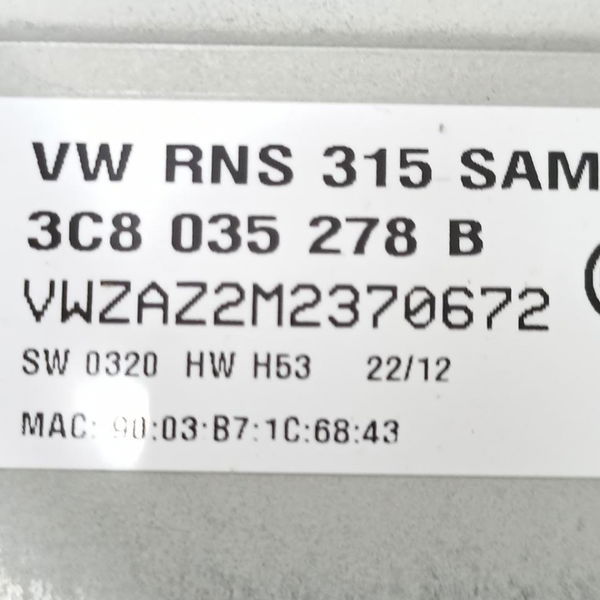 VW RNS 315 SAM
3C8 035 278 B
VWZAZ2M2370672
SW 0320 HW H53 22/12
MAC: 90:03:B7:1C:68:43